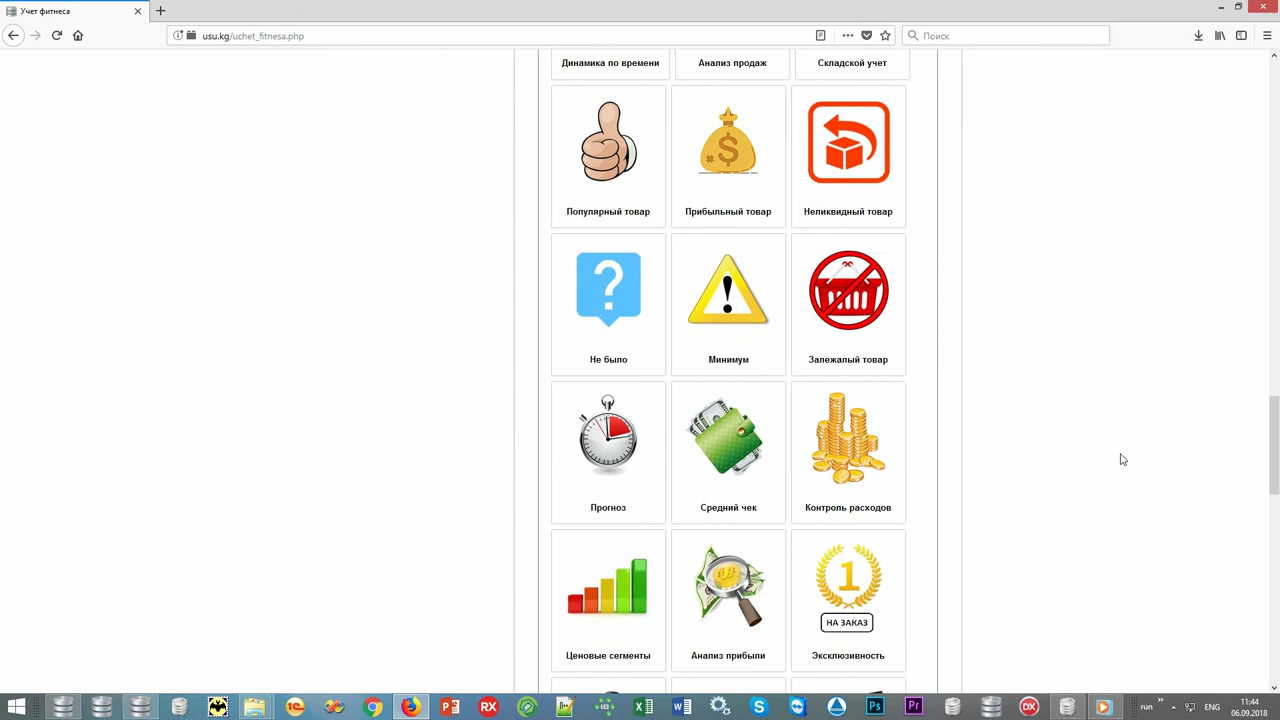 Учет фитнеса
usu.kg/uchet_fitnesa.php
Поиск
Динамика по времени
Анализ продаж
Складской учет
Популярный товар
Прибыльный товар
Неликвидный товар
Не было
Минимум
Залежалый товар
Прогноз
Средний чек
Контроль расходов
1
НА ЗАКАЗ
Ценовые сегменты
Анализ прибыли
Эксклюзивность
run
ENG
11:44
06.09.2018